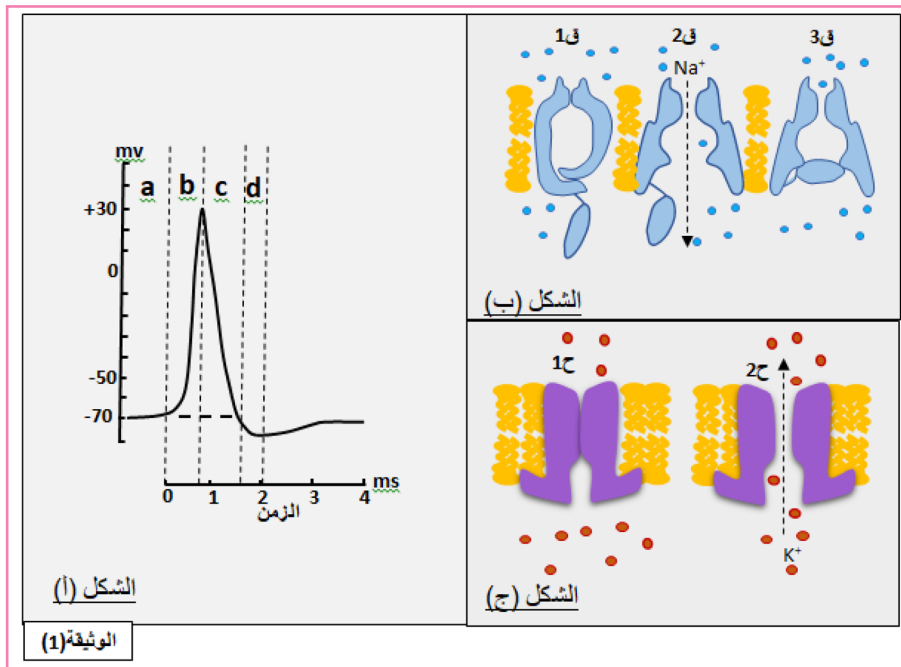 mv
a b c d
+30
0
-50
-70
0 1 2 3 4 ms
الزمن
الشكل (أ)
ق1 ق2 ق3
Na⁺
الشكل (ب)
ح1 ح2
K⁺
الشكل (ج)
الوثيقة(1)